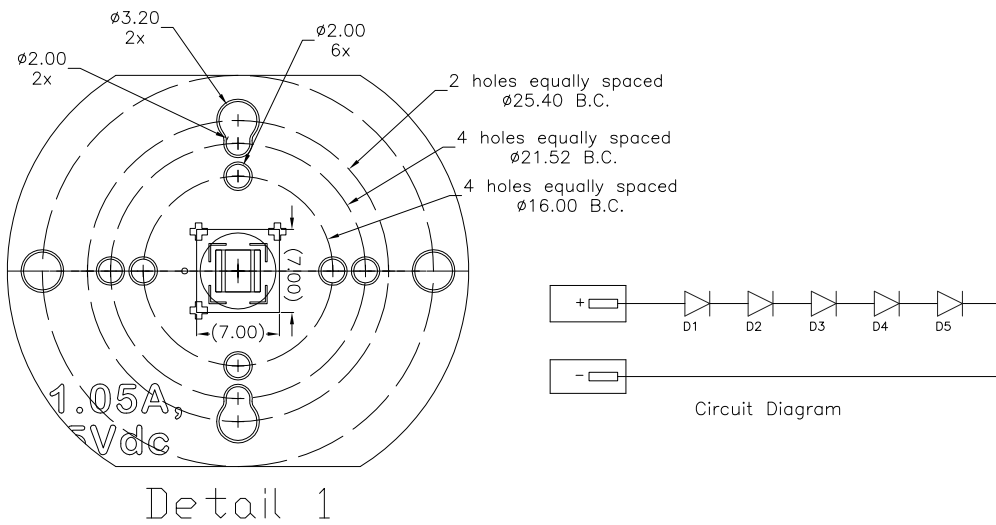 ø3.20
2x
ø2.00
6x
ø2.00
2x
2 holes equally spaced
ø25.40 B.C.
4 holes equally spaced
ø21.52 B.C.
4 holes equally spaced
ø16.00 B.C.
(7.00)
(7.00)
1.05A,
5Vdc
Detail 1
+
D1 D2 D3 D4 D5
-
Circuit Diagram